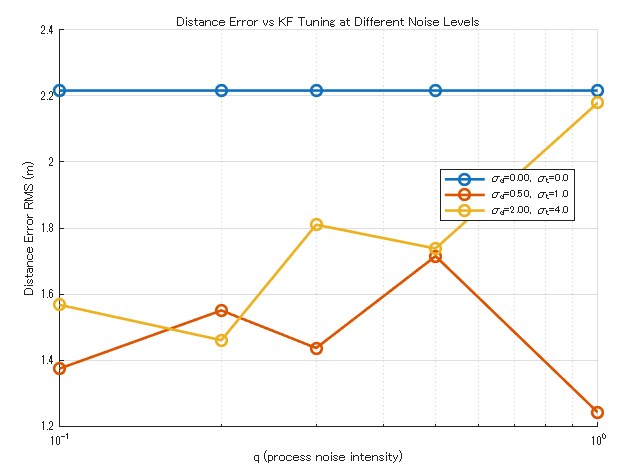 Distance Error vs KF Tuning at Different Noise Levels
Distance Error RMS (m)
2.4
2.2
2
1.8
1.6
1.4
1.2
σd=0.00, σt=0.0
σd=0.50, σt=1.0
σd=2.00, σt=4.0
10⁻¹
10⁰
q (process noise intensity)